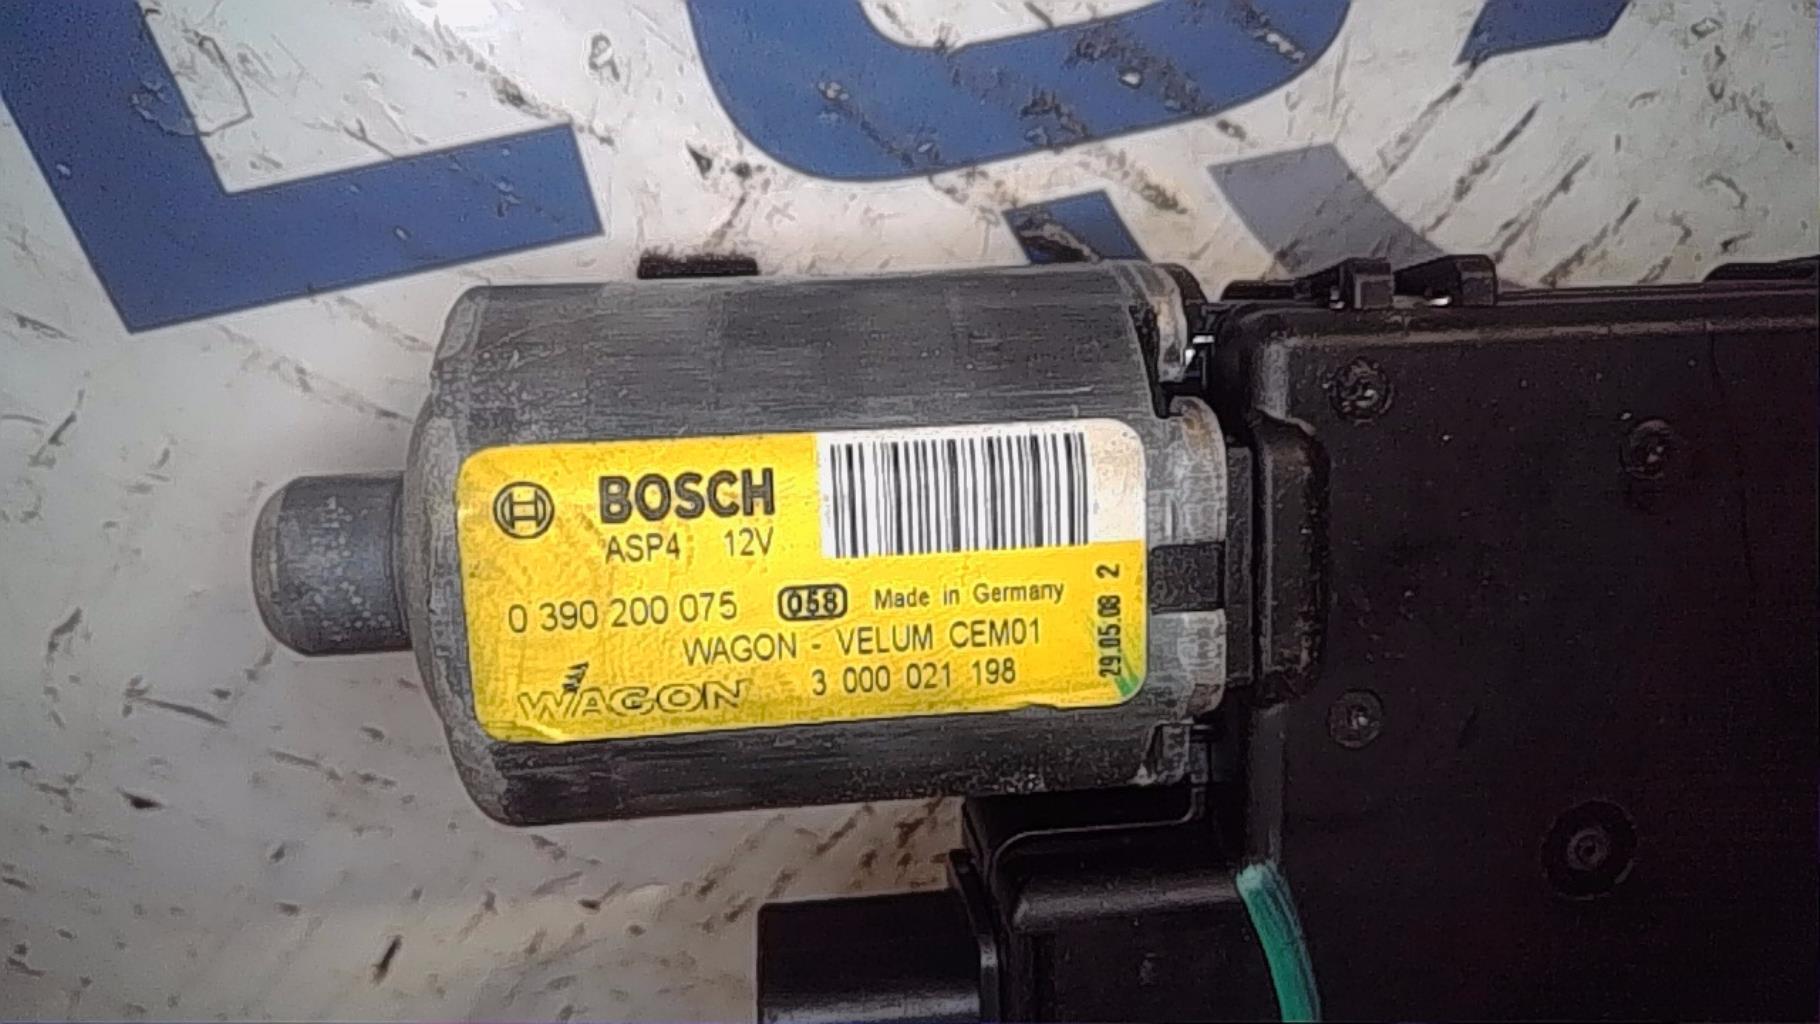 BOSCH
ASP4 12V
0 390 200 075 058 Made in Germany
WAGON - VELUM CEM01
WAGON 3 000 021 198
29.05.08 2